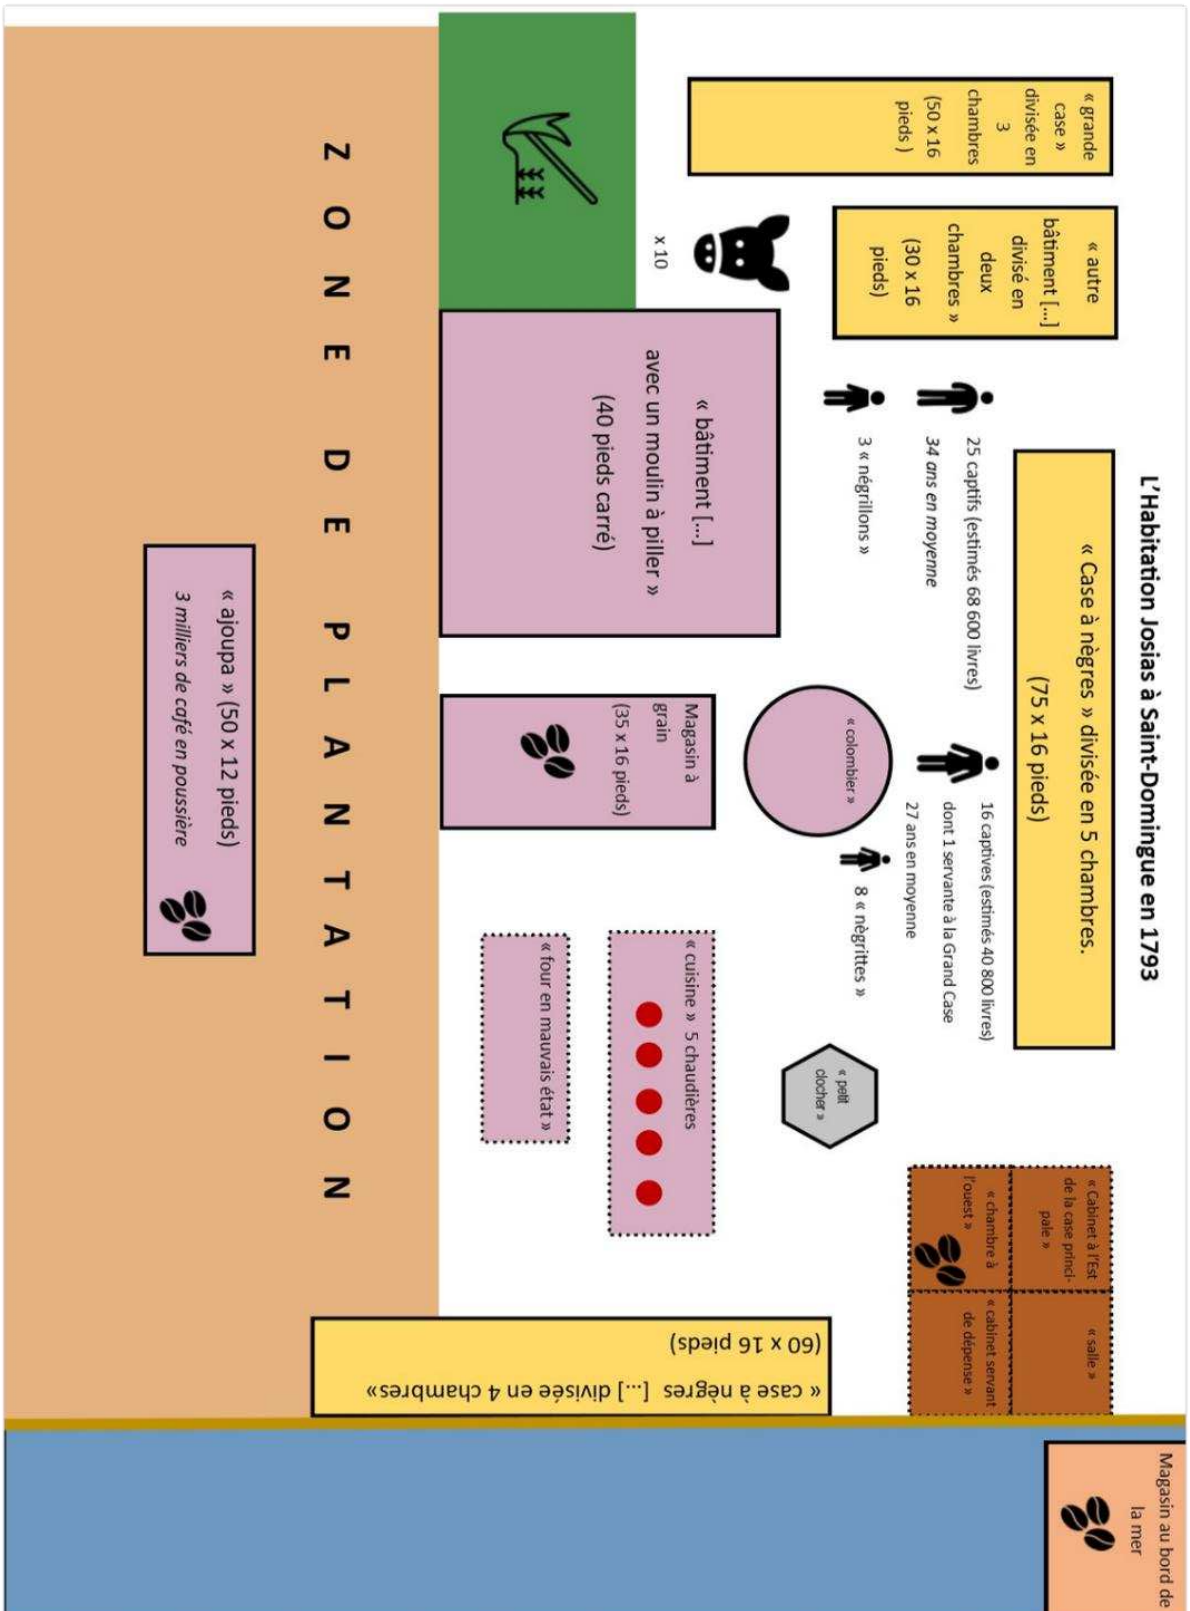 L'Habitation Josias à Saint-Domingue en 1793
« grande
case »
divisée en
3
chambres
(50 x 16
pieds )
« autre
bâtiment [...]
divisé en
deux
chambres »
(30 x 16
pieds)
« Case à nègres » divisée en 5 chambres.
(75 x 16 pieds)
« Cabinet à l'Est
de la case princi-
pale »
« salle »
« chambre à
l'ouest »
« cabinet servant
de dépense »
Magasin au bord de
la mer
25 captifs (estimés 68 600 livres)
34 ans en moyenne
3 « négrillons »
16 captives (estimés 40 800 livres)
dont 1 servante à la Grand Case
27 ans en moyenne
8 « nègrittes »
x 10
« colombier »
« petit
clocher »
« bâtiment [...]
avec un moulin à piller »
(40 pieds carré)
Magasin à
grain
(35 x 16 pieds)
« cuisine » 5 chaudières
« four en mauvais état »
« case à nègres [...] divisée en 4 chambres»
(60 x 16 pieds)
ZONE DE PLANTATION
« ajoupa » (50 x 12 pieds)
3 milliers de café en poussière